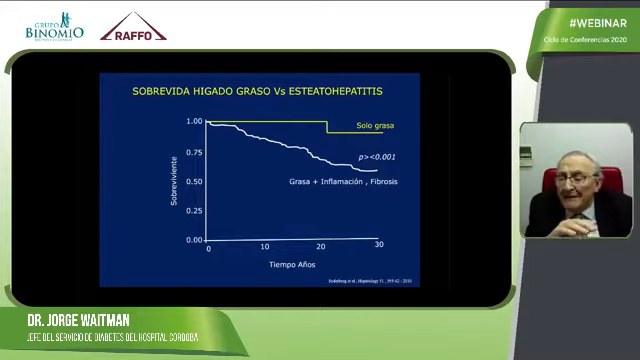 GRUPO
BINOMIO
RAFFO
#WEBINAR
Ciclo de Conferencias 2020
SOBREVIDA HIGADO GRASO Vs ESTEATOHEPATITIS
1.00
Solo grasa
0.75
p><0.001
0.50
Grasa + Inflamación , Fibrosis
0.25
0.00
Sobreviviente
0
10
20
30
Tiempo Años
DR. JORGE WAITMAN
JEFE DEL SERVICIO DE DIABETES DEL HOSPITAL CORDOBA